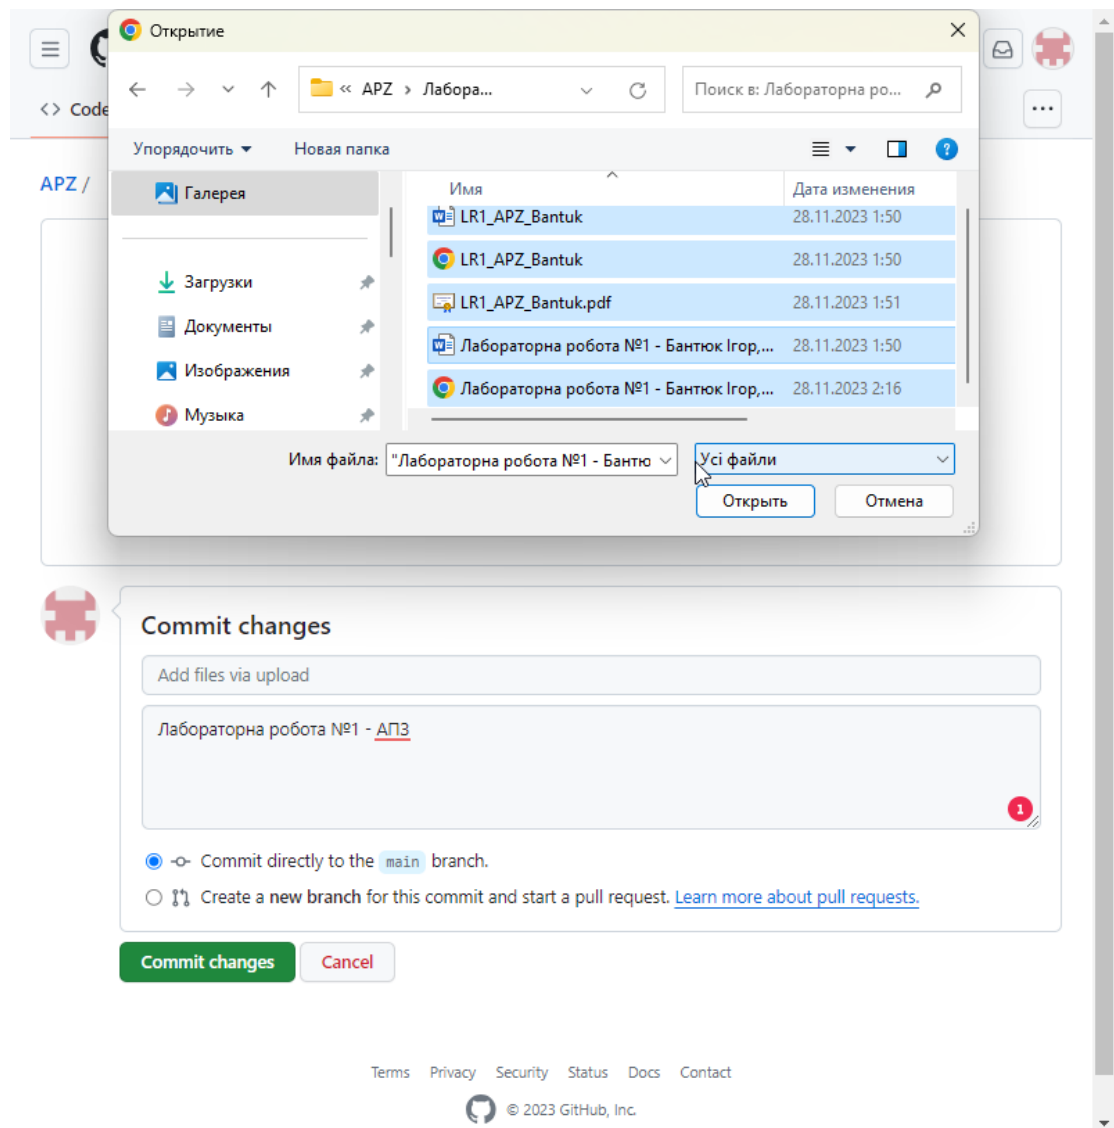 Открытие
« APZ › Лабора...
Поиск в: Лабораторна ро...
<> Code
...
Упорядочить Новая папка
?
APZ /
Галерея
Имя Дата изменения
LR1_APZ_Bantuk 28.11.2023 1:50
LR1_APZ_Bantuk 28.11.2023 1:50
Загрузки
LR1_APZ_Bantuk.pdf 28.11.2023 1:51
Документы
Лабораторна робота №1 - Бантюк Ігор,... 28.11.2023 1:50
Изображения
Лабораторна робота №1 - Бантюк Ігор,... 28.11.2023 2:16
Музыка
Имя файла: "Лабораторна робота №1 - Бантю Усі файли
Открыть Отмена
Commit changes
Add files via upload
Лабораторна робота №1 - АПЗ
1
Commit directly to the main branch.
Create a new branch for this commit and start a pull request. Learn more about pull requests.
Commit changes Cancel
Terms Privacy Security Status Docs Contact
© 2023 GitHub, Inc.